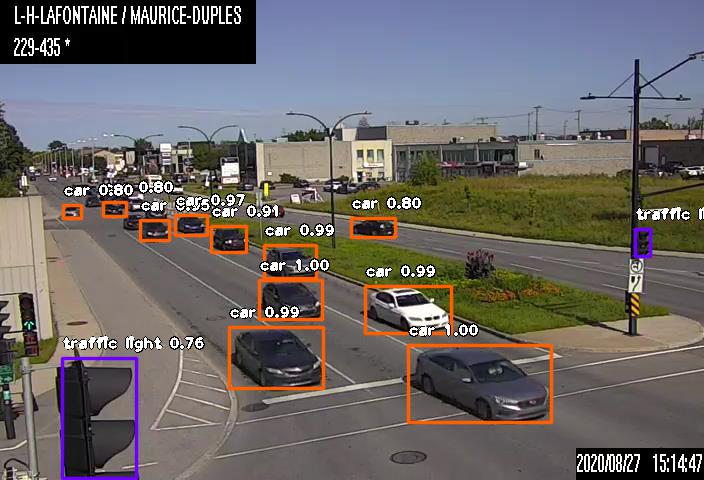 L-H-LAFONTAINE / MAURICE-DUPLES
229-435 *
car 0.80
0.80
car 0.97
car 0.91
car 0.80
car 0.99
traffic l
car 1.00
car 0.99
car 0.99
car 1.00
traffic light 0.76
2020/08/27 15:14:47